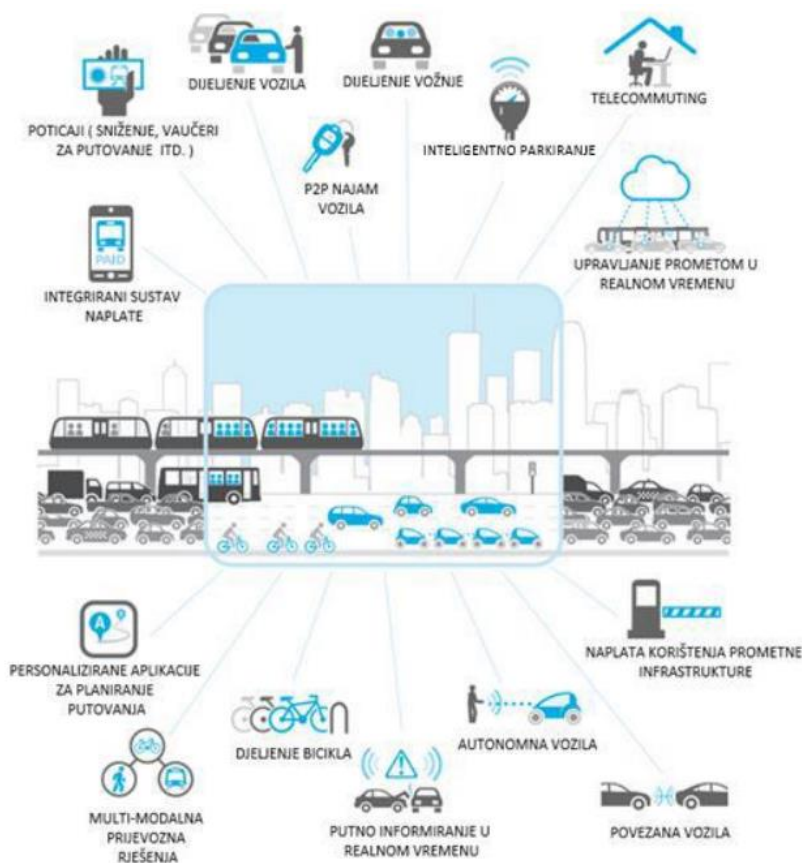 DIJELJENJE VOZILA
DIJELJENJE VOŽNJE
TELECOMMUTING
POTICAJI ( SNIŽENJE, VAUČERI
ZA PUTOVANJE ITD. )
INTELIGENTNO PARKIRANJE
P2P NAJAM
VOZILA
PAID
INTEGRIRANI SUSTAV
NAPLATE
UPRAVLJANJE PROMETOM U
REALNOM VREMENU
A
PERSONALIZIRANE APLIKACIJE
ZA PLANIRANJE
PUTOVANJA
NAPLATA KORIŠTENJA PROMETNE
INFRASTRUKTURE
DJELJENJE BICIKLA
AUTONOMNA VOZILA
MULTI-MODALNA
PRIJEVOZNA
RJEŠENJA
PUTNO INFORMIRANJE U
REALNOM VREMENU
POVEZANA VOZILA